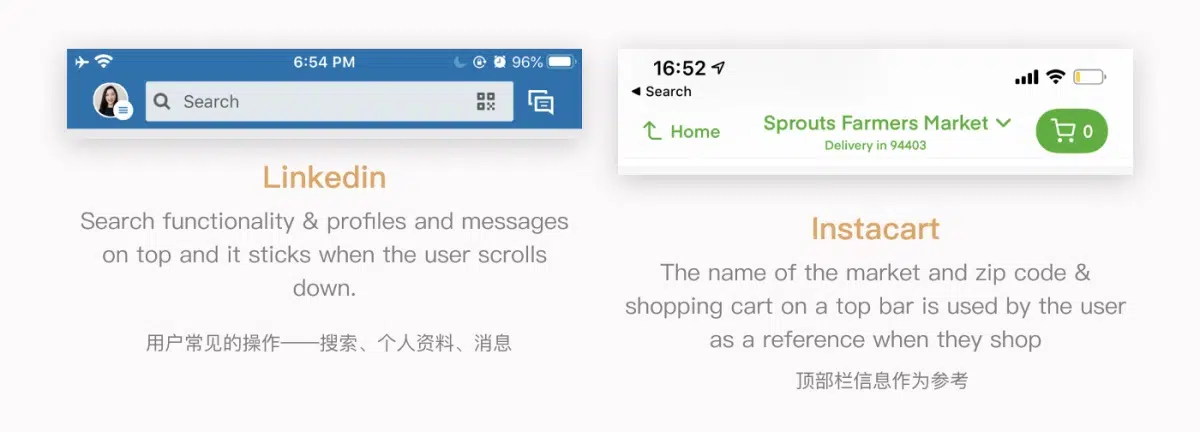 6:54 PM
96%
Search
Linkedin
Search functionality & profiles and messages
on top and it sticks when the user scrolls
down.
用户常见的操作——搜索、个人资料、消息
16:52
Search
Home
Sprouts Farmers Market
Delivery in 94403
0
Instacart
The name of the market and zip code &
shopping cart on a top bar is used by the user
as a reference when they shop
顶部栏信息作为参考